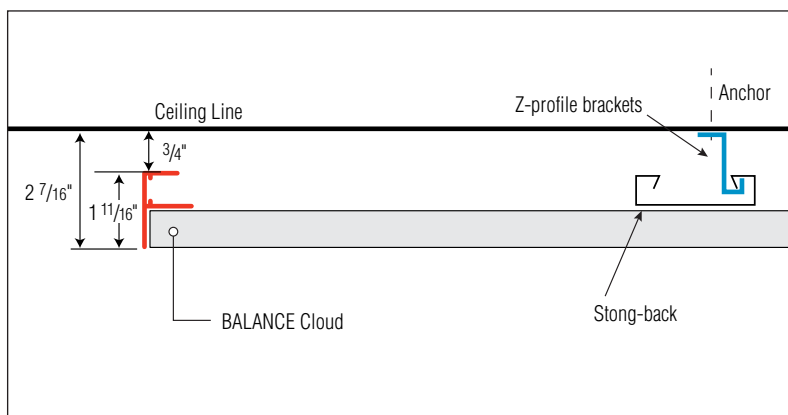 Ceiling Line
Z-profile brackets
Anchor
3/4"
2 7/16"
1 11/16"
BALANCE Cloud
Stong-back